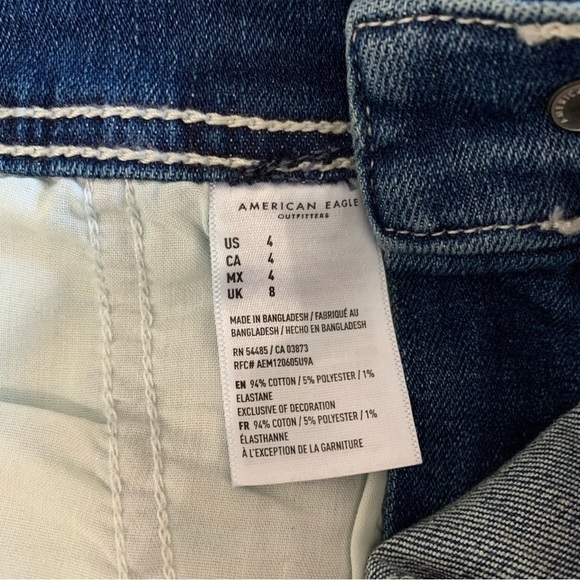 AMERICAN EAGLE
OUTFITTERS
US 4
CA 4
MX 4
UK 8
MADE IN BANGLADESH / FABRIQUÉ AU
BANGLADESH / HECHO EN BANGLADESH
RN 54485 / CA 03873
RFC# AEM120605U9A
EN 94% COTTON / 5% POLYESTER / 1%
ELASTANE
EXCLUSIVE OF DECORATION
FR 94% COTON / 5% POLYESTER / 1%
ÉLASTHANNE
À L'EXCEPTION DE LA GARNITURE